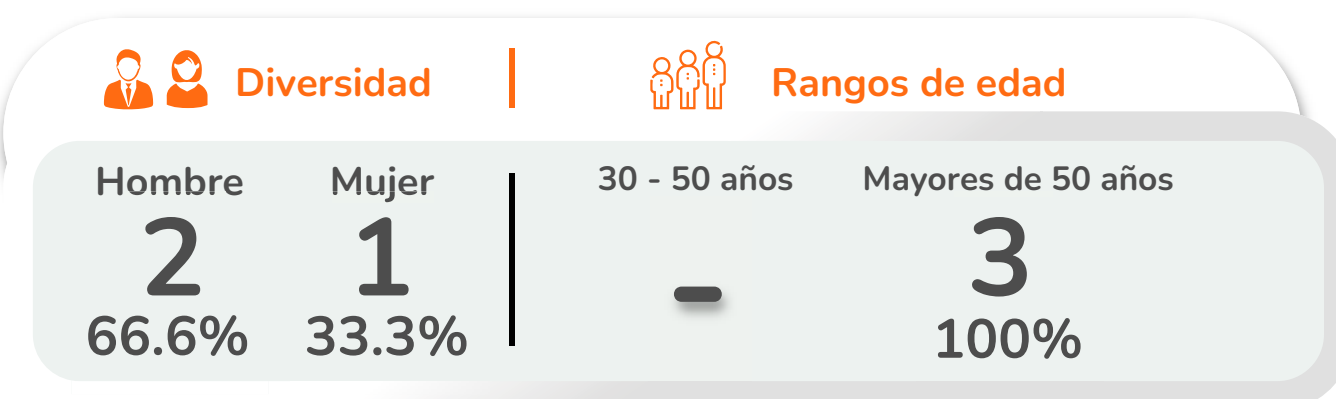 Diversidad
Rangos de edad
Hombre
Mujer
30 - 50 años
Mayores de 50 años
2
1
-
3
66.6%
33.3%
100%